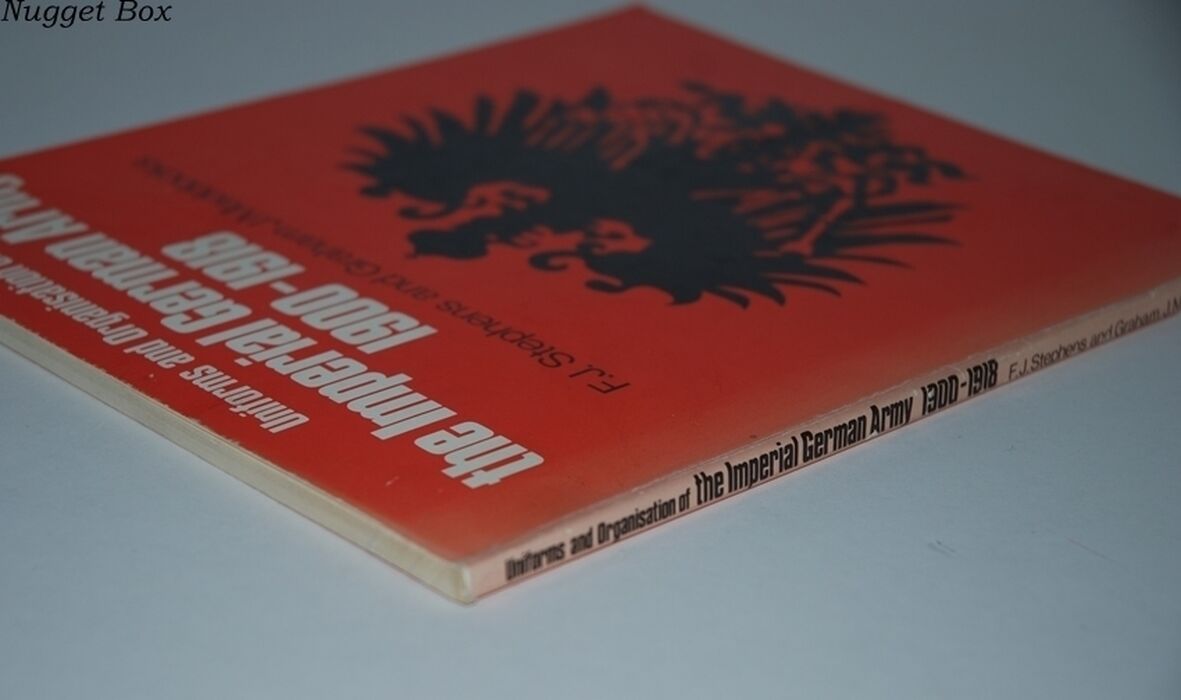 Nugget Box
Uniforms and Organisation
the Imperial German Army
1900-1918
F.J. Stephens and Graham J. Maddocks
Uniforms and Organisation of the Imperial German Army 1900-1918 F.J. Stephens and Graham J.